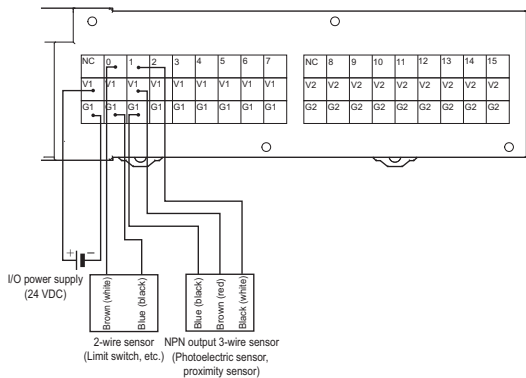 NC 0 1 2 3 4 5 6 7
V1 V1 V1 V1 V1 V1 V1 V1 V1
G1 G1 G1 G1 G1 G1 G1 G1 G1
NC 8 9 10 11 12 13 14 15
V2 V2 V2 V2 V2 V2 V2 V2 V2
G2 G2 G2 G2 G2 G2 G2 G2 G2
+ −
I/O power supply
(24 VDC)
Brown (white)
Blue (black)
2-wire sensor
(Limit switch, etc.)
Blue (black)
Brown (red)
Black (white)
NPN output 3-wire sensor
(Photoelectric sensor,
proximity sensor)